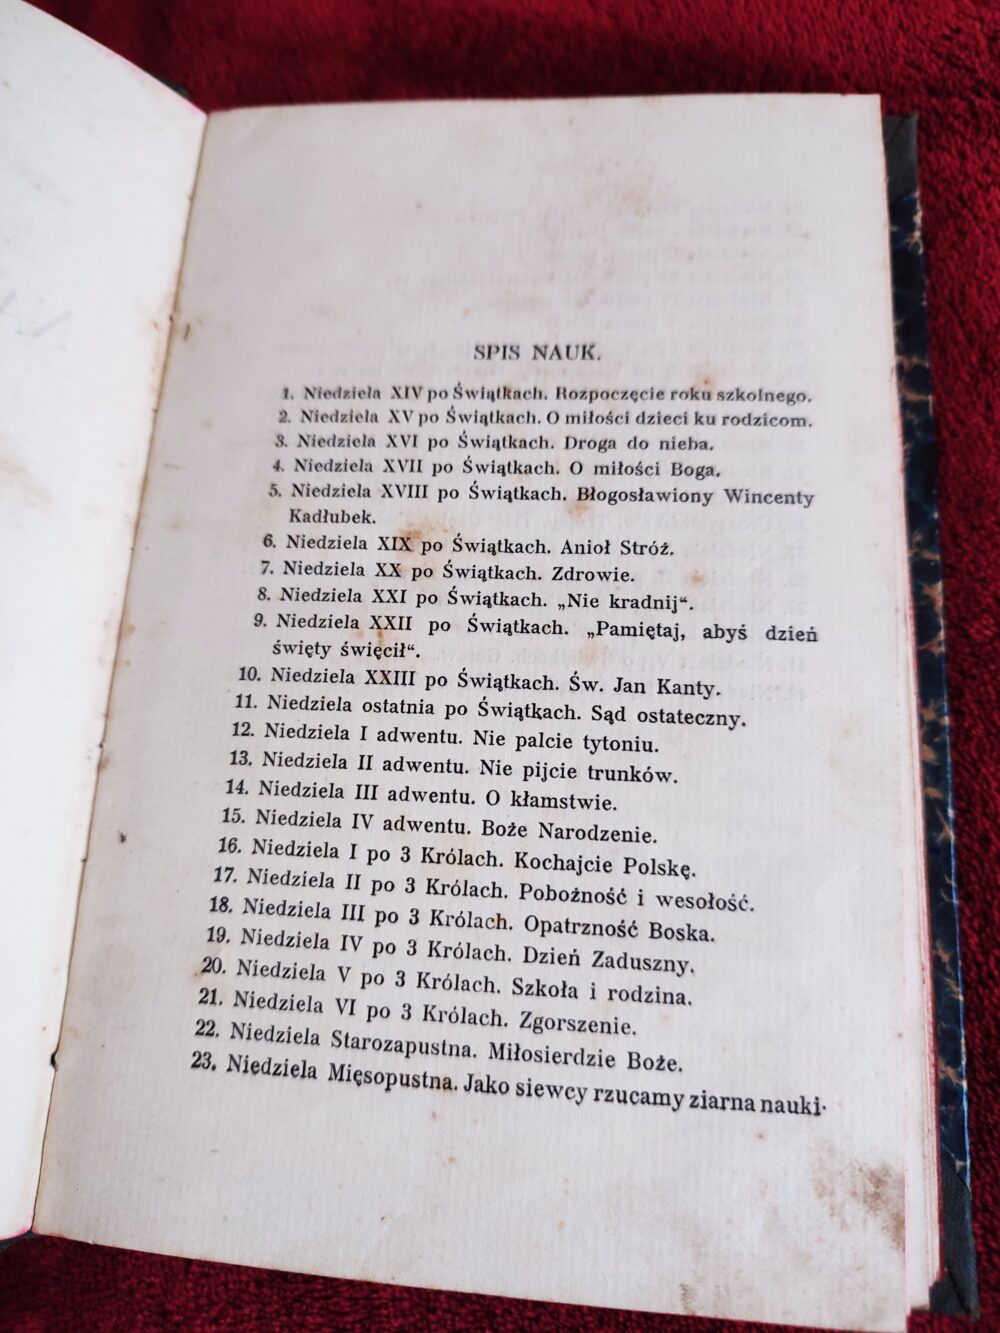 SPIS NAUK.
1. Niedziela XIV po Świątkach. Rozpoczęcie roku szkolnego.
2. Niedziela XV po Świątkach. O miłości dzieci ku rodzicom.
3. Niedziela XVI po Świątkach. Droga do nieba.
4. Niedziela XVII po Świątkach. O miłości Boga.
5. Niedziela XVIII po Świątkach. Błogosławiony Wincenty
Kadłubek.
6. Niedziela XIX po Świątkach. Anioł Stróż.
7. Niedziela XX po Świątkach. Zdrowie.
8. Niedziela XXI po Świątkach. „Nie kradnij“.
9. Niedziela XXII po Świątkach. „Pamiętaj, abyś dzień
święty święcił“.
10. Niedziela XXIII po Świątkach. Św. Jan Kanty.
11. Niedziela ostatnia po Świątkach. Sąd ostateczny.
12. Niedziela I adwentu. Nie palcie tytoniu.
13. Niedziela II adwentu. Nie pijcie trunków.
14. Niedziela III adwentu. O kłamstwie.
15. Niedziela IV adwentu. Boże Narodzenie.
16. Niedziela I po 3 Królach. Kochajcie Polskę.
17. Niedziela II po 3 Królach. Pobożność i wesołość.
18. Niedziela III po 3 Królach. Opatrzność Boska.
19. Niedziela IV po 3 Królach. Dzień Zaduszny.
20. Niedziela V po 3 Królach. Szkoła i rodzina.
21. Niedziela VI po 3 Królach. Zgorszenie.
22. Niedziela Starozapustna. Miłosierdzie Boże.
23. Niedziela Mięsopustna. Jako siewcy rzucamy ziarna nauki.